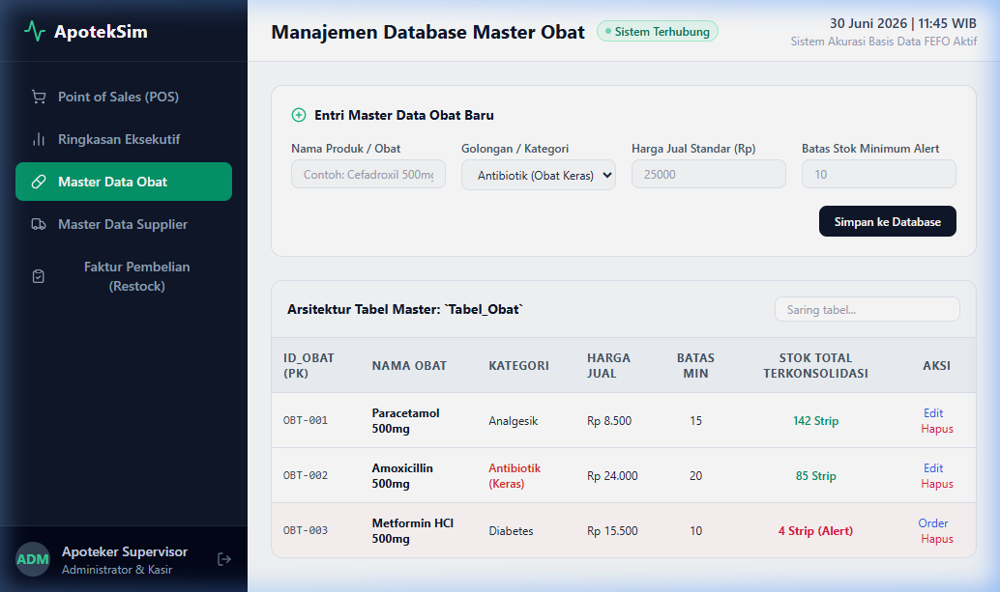 ApotekSim
Point of Sales (POS)
Ringkasan Eksekutif
Master Data Obat
Master Data Supplier
Faktur Pembelian
(Restock)
ADM
Apoteker Supervisor
Administrator & Kasir
Manajemen Database Master Obat
Sistem Terhubung
30 Juni 2026 | 11:45 WIB
Sistem Akurasi Basis Data FEFO Aktif
Entri Master Data Obat Baru
Nama Produk / Obat
Golongan / Kategori
Harga Jual Standar (Rp)
Batas Stok Minimum Alert
Contoh: Cefadroxil 500mg
Antibiotik (Obat Keras)
25000
10
Simpan ke Database
Arsitektur Tabel Master: `Tabel_Obat`
Saring tabel...
ID_OBAT (PK) NAMA OBAT KATEGORI HARGA JUAL BATAS MIN STOK TOTAL TERKONSOLIDASI AKSI
OBT-001 Paracetamol 500mg Analgesik Rp 8.500 15 142 Strip Edit Hapus
OBT-002 Amoxicillin 500mg Antibiotik (Keras) Rp 24.000 20 85 Strip Edit Hapus
OBT-003 Metformin HCl 500mg Diabetes Rp 15.500 10 4 Strip (Alert) Order Hapus